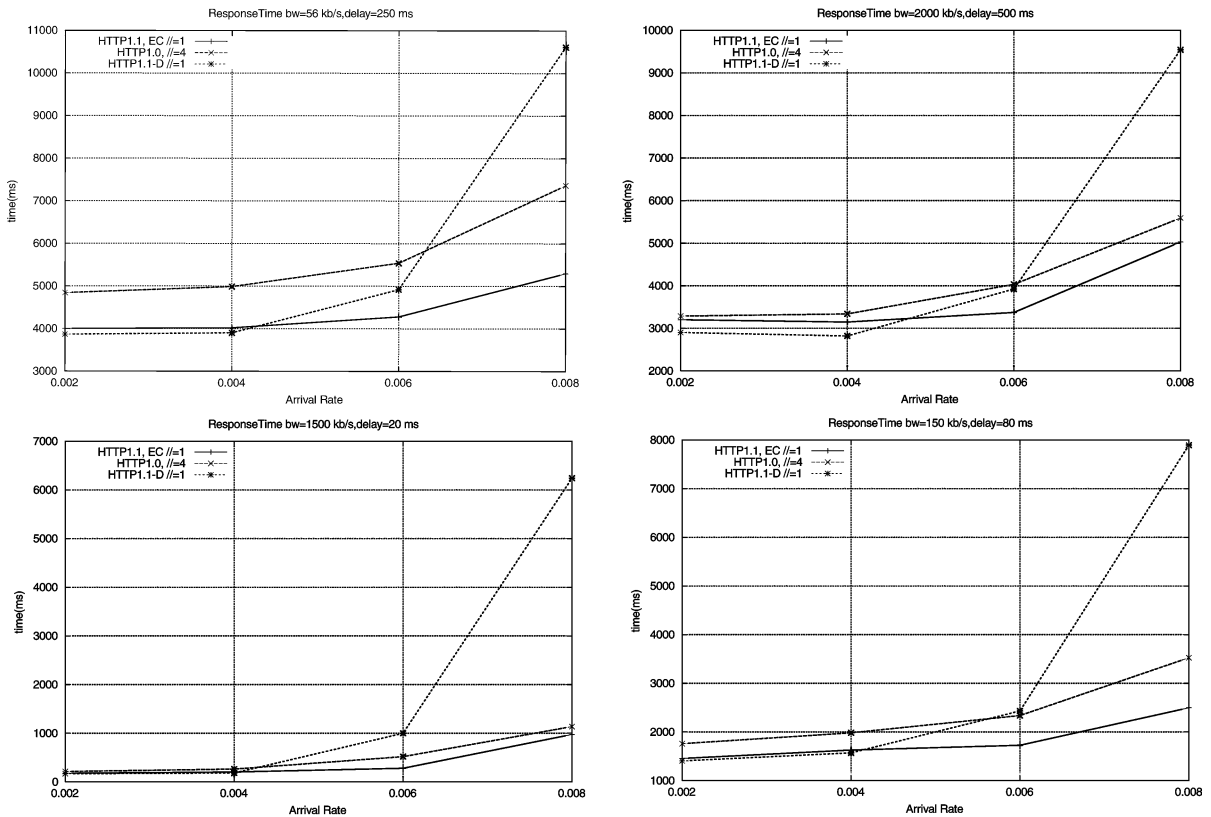 ResponseTime bw=56 kb/s,delay=250 ms
11000
10000
9000
8000
7000
6000
5000
4000
3000
HTTP1.1, EC //=1
HTTP1.0, //=4
HTTP1.1-D //=1
time(ms)
0.002
0.004
0.006
0.008
Arrival Rate
ResponseTime bw=2000 kb/s,delay=500 ms
10000
9000
8000
7000
6000
5000
4000
3000
2000
HTTP1.1, EC //=1
HTTP1.0, //=4
HTTP1.1-D //=1
time(ms)
0.002
0.004
0.006
0.008
Arrival Rate
ResponseTime bw=1500 kb/s,delay=20 ms
7000
6000
5000
4000
3000
2000
1000
0
HTTP1.1, EC //=1
HTTP1.0, //=4
HTTP1.1-D //=1
time(ms)
0.002
0.004
0.006
0.008
Arrival Rate
ResponseTime bw=150 kb/s,delay=80 ms
8000
7000
6000
5000
4000
3000
2000
1000
HTTP1.1, EC //=1
HTTP1.0, //=4
HTTP1.1-D //=1
time(ms)
0.002
0.004
0.006
0.008
Arrival Rate